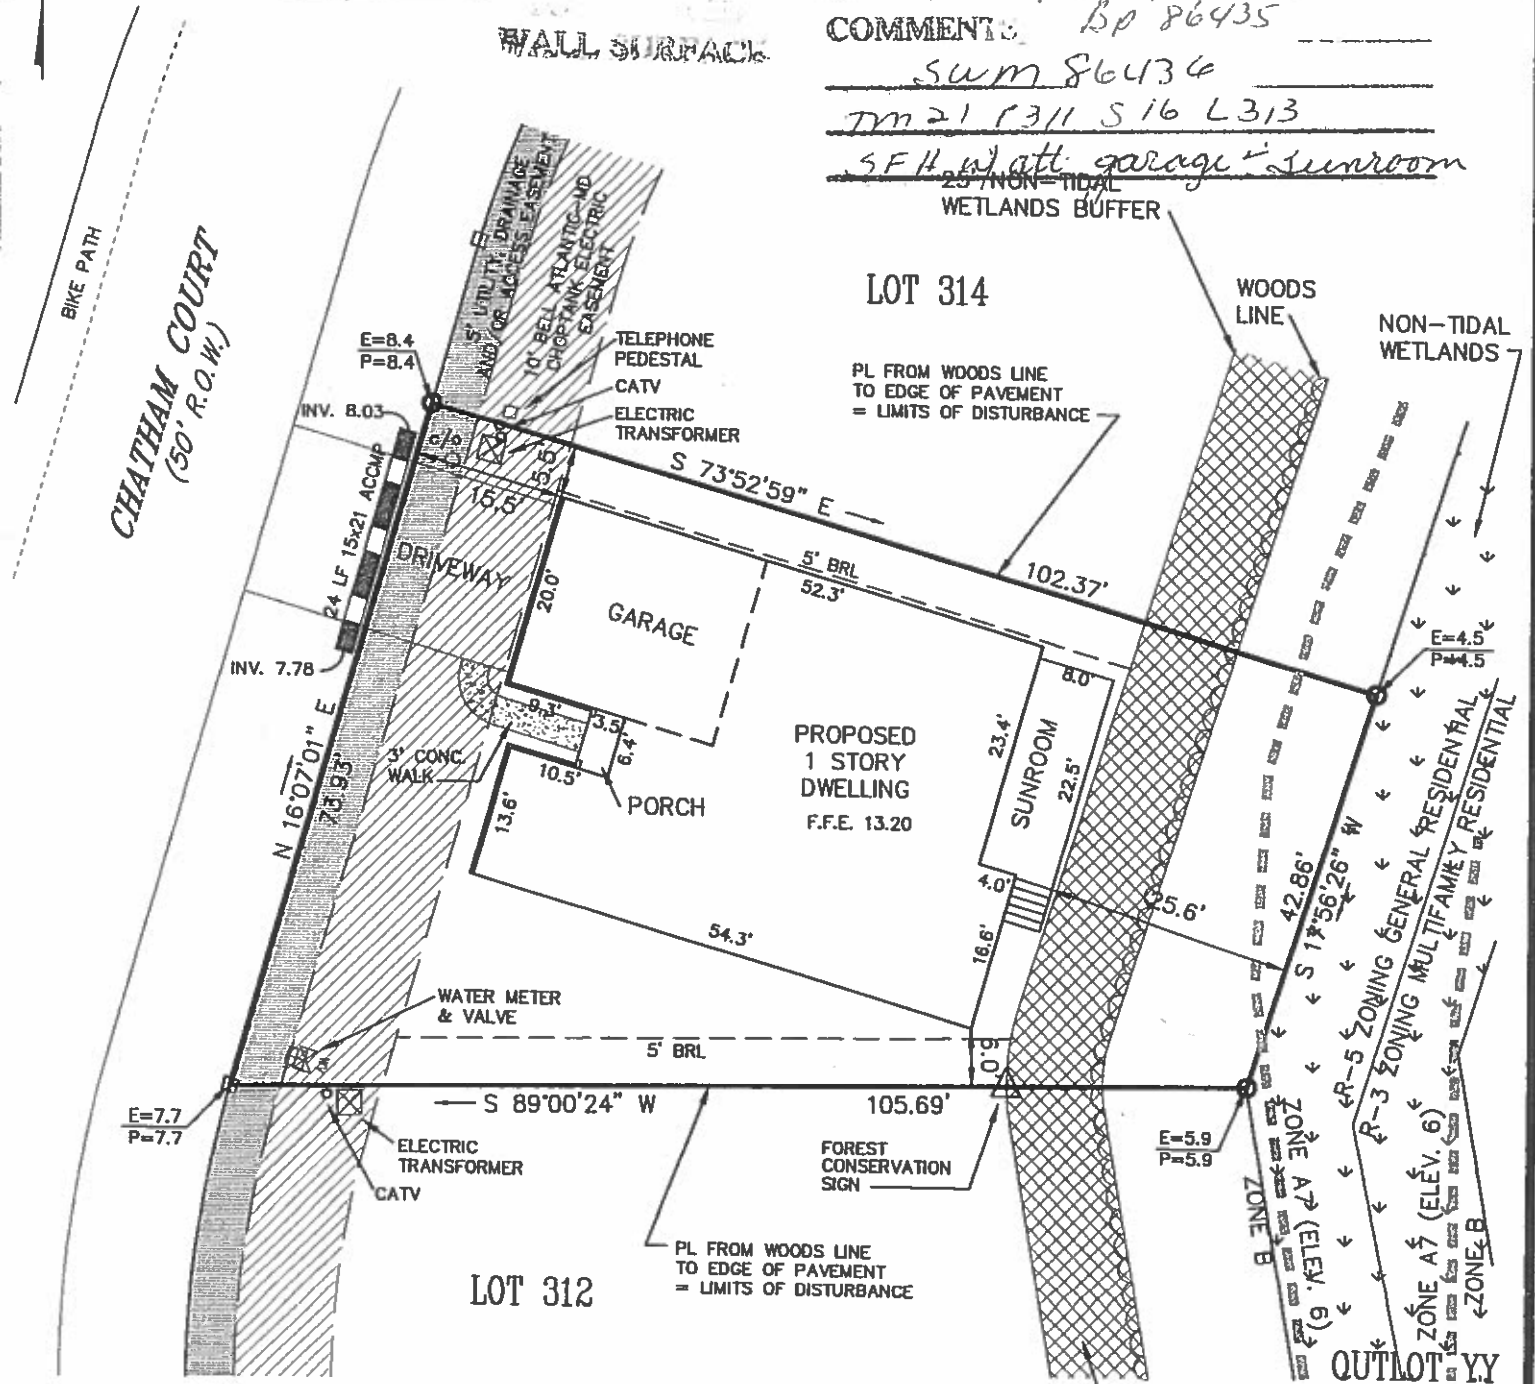 WALL SURFACE
COMMENTS:
BP 86435
SWM 86436
TM 21 P311 S 16 L 313
SFH w/ att. garage & Sunroom
25' NON-TIDAL
WETLANDS BUFFER
BIKE PATH
CHATHAM COURT
(50' R.O.W.)
5' UTILITY, DRAINAGE
AND/OR ACCESS EASEMENT
10' BELL ATLANTIC-MD
CHOPTANK ELECTRIC
EASEMENT
LOT 314
WOODS
LINE
NON-TIDAL
WETLANDS
E=8.4
P=8.4
TELEPHONE
PEDESTAL
CATV
ELECTRIC
TRANSFORMER
PL FROM WOODS LINE
TO EDGE OF PAVEMENT
= LIMITS OF DISTURBANCE
INV. 8.03
c/o
24 LF 15x21 ACCMP
INV. 7.78
15.5'
5.5'
S 73°52'59" E
102.37'
5' BRL
52.3'
DRIVEWAY
20.0'
GARAGE
E=4.5
P=4.5
8.0'
9.3'
3.5'
6.4'
3' CONC.
WALK
10.5'
PORCH
13.6'
PROPOSED
1 STORY
DWELLING
F.F.E. 13.20
23.4'
SUNROOM
22.5'
4.0'
25.6'
16.6'
54.3'
N 16°07'01" E
73.93'
42.86'
S 17°56'26" W
R-5 ZONING GENERAL RESIDENTIAL
R-3 ZONING MULTIFAMILY RESIDENTIAL
WATER METER
& VALVE
5' BRL
6.0'
S 89°00'24" W
105.69'
E=7.7
P=7.7
ELECTRIC
TRANSFORMER
CATV
FOREST
CONSERVATION
SIGN
E=5.9
P=5.9
ZONE B
ZONE A7 (ELEV. 6)
ZONE A7 (ELEV. 6)
ZONE B
PL FROM WOODS LINE
TO EDGE OF PAVEMENT
= LIMITS OF DISTURBANCE
LOT 312
OUTLOT YY